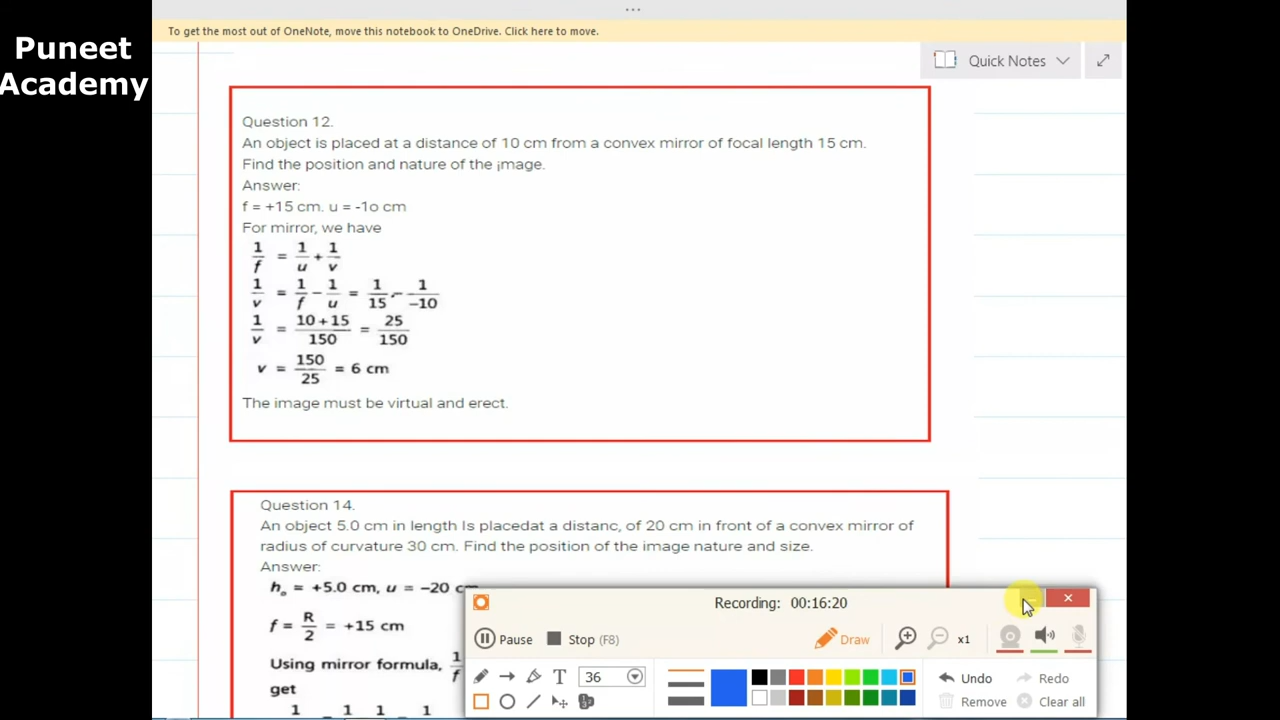 Puneet
Academy
To get the most out of OneNote, move this notebook to OneDrive. Click here to move.
Quick Notes
Question 12.
An object is placed at a distance of 10 cm from a convex mirror of focal length 15 cm.
Find the position and nature of the image.
Answer:
f = +15 cm. u = -1o cm
For mirror, we have
1/f = 1/u + 1/v
1/v = 1/f - 1/u = 1/15 - 1/-10
1/v = 10+15/150 = 25/150
v = 150/25 = 6 cm
The image must be virtual and erect.
Question 14.
An object 5.0 cm in length Is placedat a distanc, of 20 cm in front of a convex mirror of
radius of curvature 30 cm. Find the position of the image nature and size.
Answer:
hₒ = +5.0 cm, u = -20 c
f = R/2 = +15 cm
Using mirror formula, 1/f
get
1 1 1 1
Recording: 00:16:20
Pause Stop (F8) Draw x1
T 36 Undo Redo
Remove Clear all